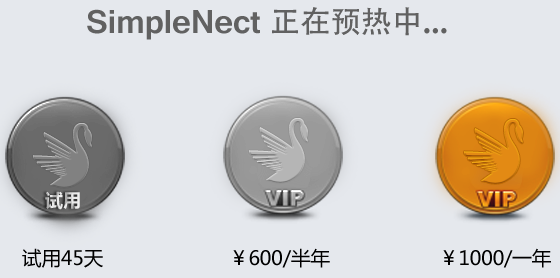 SimpleNect 正在预热中...
试用
VIP
VIP
试用45天
￥600/半年
￥1000/一年